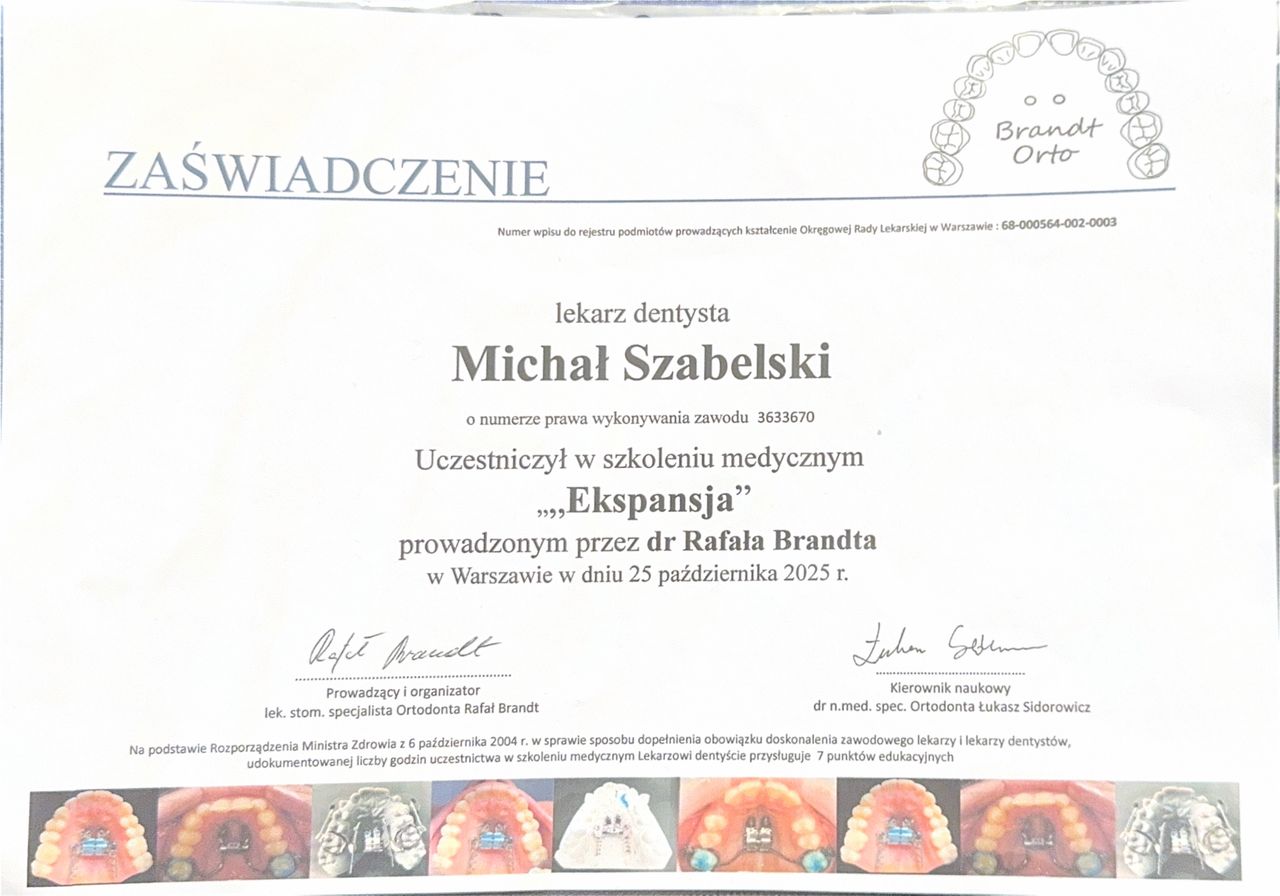 Brandt
Orto
ZAŚWIADCZENIE
Numer wpisu do rejestru podmiotów prowadzących kształcenie Okręgowej Rady Lekarskiej w Warszawie : 68-000564-002-0003
lekarz dentysta
Michał Szabelski
o numerze prawa wykonywania zawodu 3633670
Uczestniczył w szkoleniu medycznym
„„Ekspansja”
prowadzonym przez dr Rafała Brandta
w Warszawie w dniu 25 października 2025 r.
Rafał Brandt
Prowadzący i organizator
lek. stom. specjalista Ortodonta Rafał Brandt
Kierownik naukowy
dr n.med. spec. Ortodonta Łukasz Sidorowicz
Na podstawie Rozporządzenia Ministra Zdrowia z 6 października 2004 r. w sprawie sposobu dopełnienia obowiązku doskonalenia zawodowego lekarzy i lekarzy dentystów,
udokumentowanej liczby godzin uczestnictwa w szkoleniu medycznym Lekarzowi dentyście przysługuje 7 punktów edukacyjnych